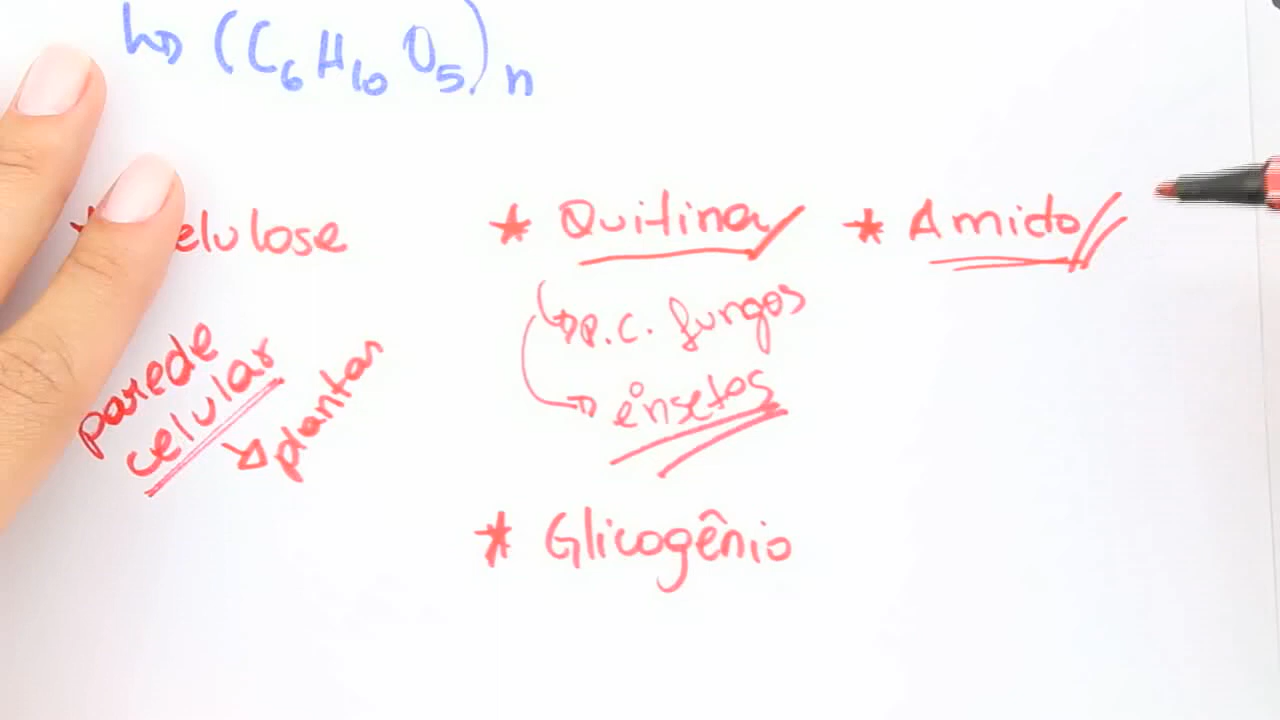 (C6H10O5)n
elulose
* Quitina
* Amido
parede
celular
plantas
p.c. fungos
insetos
* Glicogênio